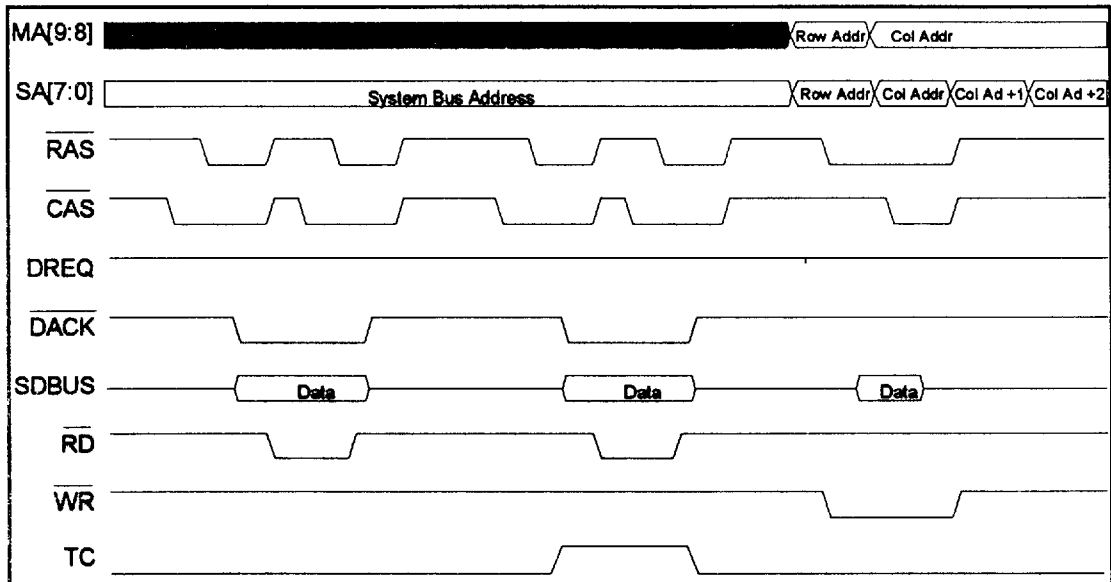 MA[9:8] Row Addr Col Addr
SA[7:0] System Bus Address Row Addr Col Addr Col Ad +1 Col Ad +2
RAS
CAS
DREQ
DACK
SDBUS Data Data Data
RD
WR
TC